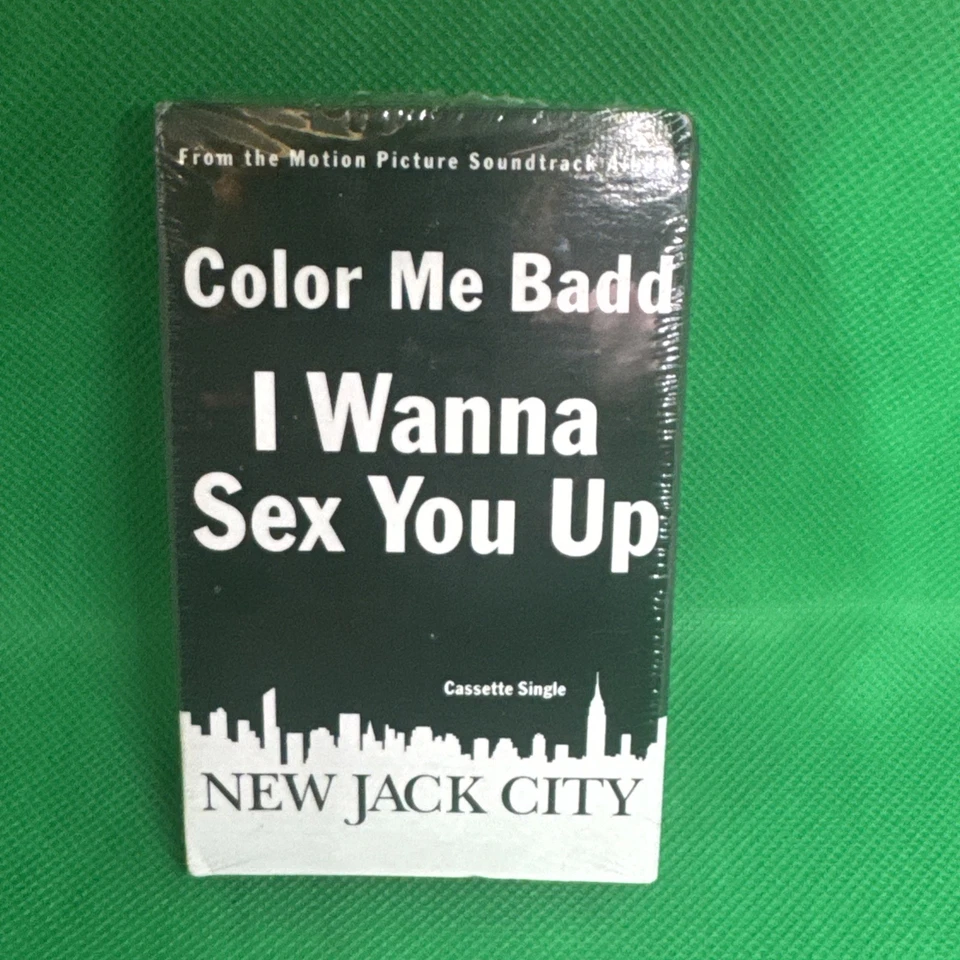 From the Motion Picture Soundtrack
Color Me Badd
I Wanna
Sex You Up
Cassette Single
NEW JACK CITY